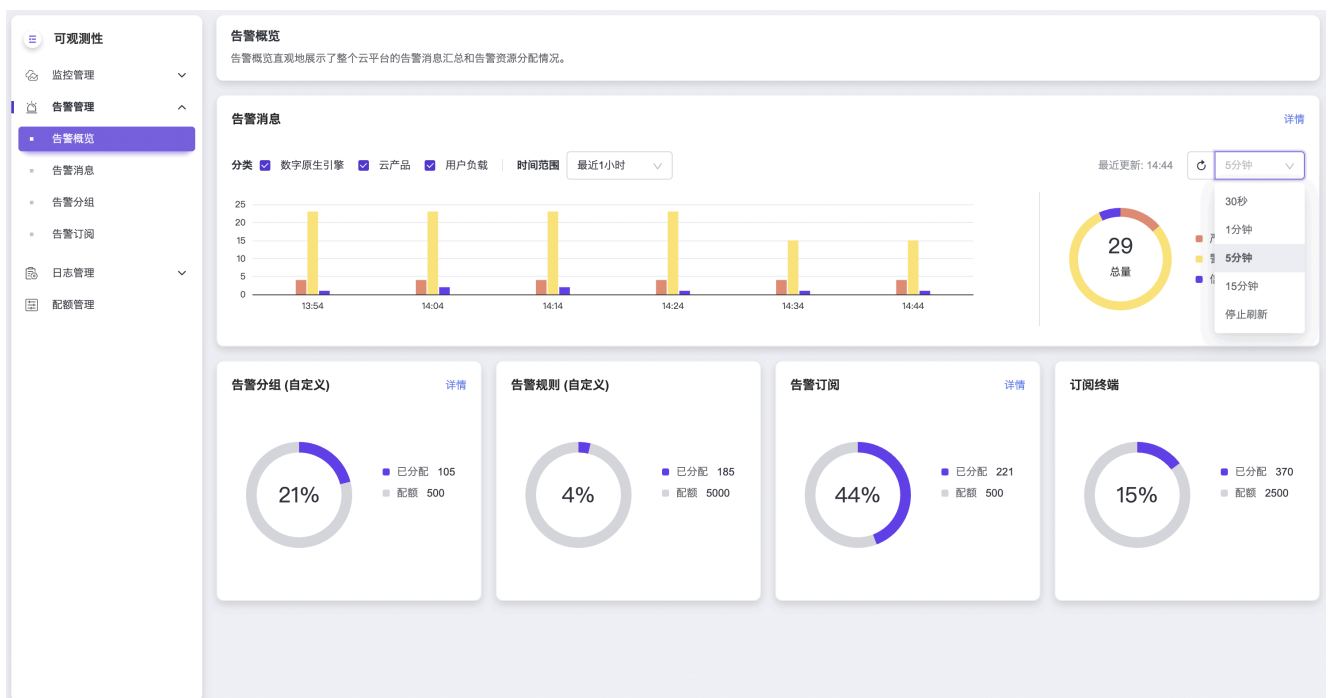 可观测性
监控管理
告警管理
告警概览
告警消息
告警分组
告警订阅
日志管理
配额管理
告警概览
告警概览直观地展示了整个云平台的告警消息汇总和告警资源分配情况。
告警消息 详情
分类 数字原生引擎 云产品 用户负载 时间范围 最近1小时 最近更新: 14:44 5分钟
30秒
1分钟
5分钟
15分钟
停止刷新
25
20
15
10
5
0
13:54 14:04 14:14 14:24 14:34 14:44
29
总量
告警分组 (自定义) 详情
21%
已分配 105
配额 500
告警规则 (自定义)
4%
已分配 185
配额 5000
告警订阅 详情
44%
已分配 221
配额 500
订阅终端
15%
已分配 370
配额 2500